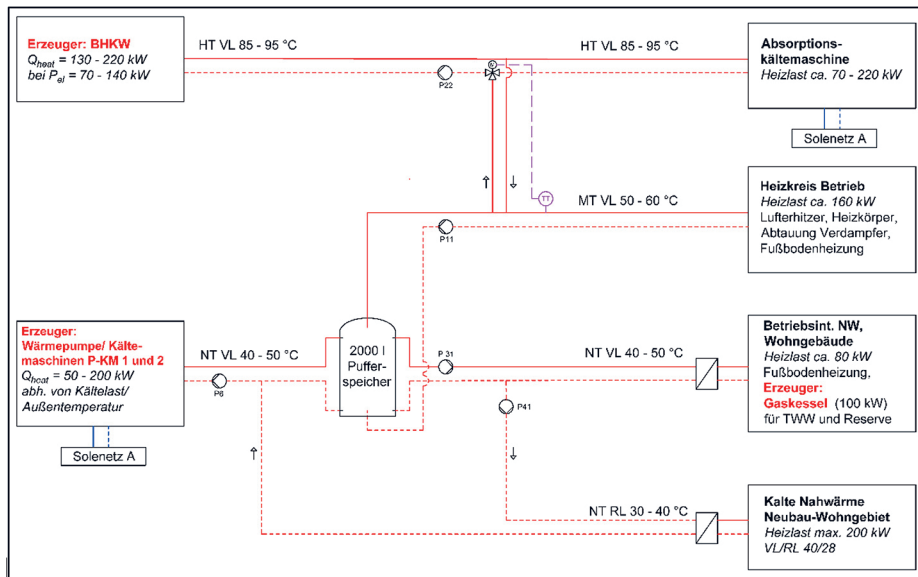 Erzeuger: BHKW
Qheat = 130 - 220 kW
bei Pel = 70 - 140 kW
HT VL 85 - 95 °C
HT VL 85 - 95 °C
P22
M
Absorptions-
kältemaschine
Heizlast ca. 70 - 220 kW
Solenetz A
MT VL 50 - 60 °C
TT
P11
Heizkreis Betrieb
Heizlast ca. 160 kW
Lufterhitzer, Heizkörper,
Abtauung Verdampfer,
Fußbodenheizung
Erzeuger:
Wärmepumpe/ Kälte-
maschinen P-KM 1 und 2
Qheat = 50 - 200 kW
abh. von Kältelast/
Außentemperatur
Solenetz A
NT VL 40 - 50 °C
P6
2000 l
Puffer-
speicher
P 31
NT VL 40 - 50 °C
P41
Betriebsint. NW,
Wohngebäude
Heizlast ca. 80 kW
Fußbodenheizung,
Erzeuger:
Gaskessel (100 kW)
für TWW und Reserve
NT RL 30 - 40 °C
Kalte Nahwärme
Neubau-Wohngebiet
Heizlast max. 200 kW
VL/RL 40/28